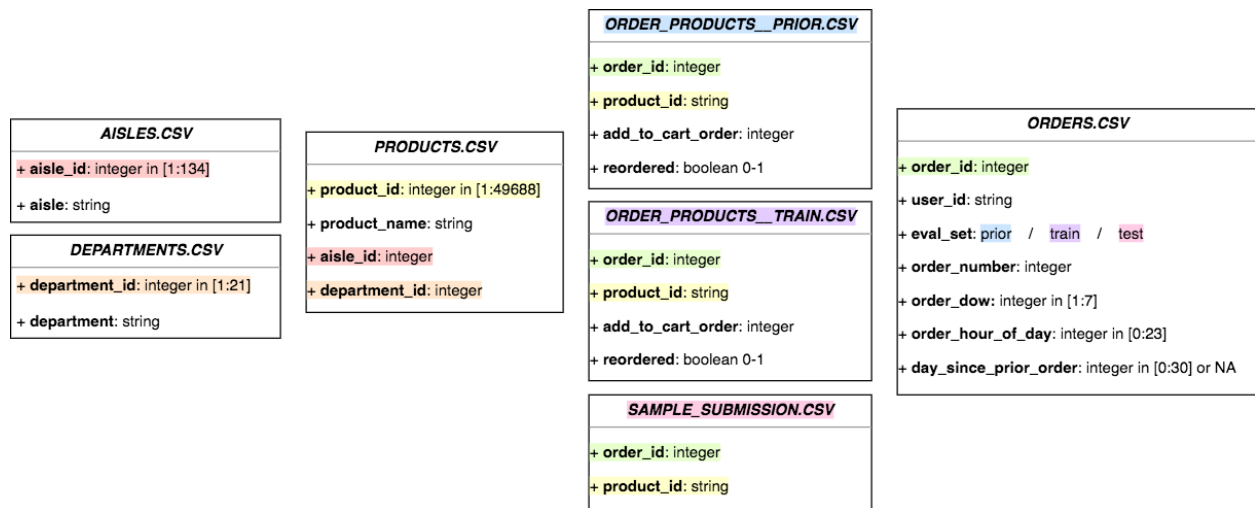 AISLES.CSV
+ aisle_id: integer in [1:134]
+ aisle: string
DEPARTMENTS.CSV
+ department_id: integer in [1:21]
+ department: string
PRODUCTS.CSV
+ product_id: integer in [1:49688]
+ product_name: string
+ aisle_id: integer
+ department_id: integer
ORDER_PRODUCTS__PRIOR.CSV
+ order_id: integer
+ product_id: string
+ add_to_cart_order: integer
+ reordered: boolean 0-1
ORDER_PRODUCTS__TRAIN.CSV
+ order_id: integer
+ product_id: string
+ add_to_cart_order: integer
+ reordered: boolean 0-1
SAMPLE_SUBMISSION.CSV
+ order_id: integer
+ product_id: string
ORDERS.CSV
+ order_id: integer
+ user_id: string
+ eval_set: prior / train / test
+ order_number: integer
+ order_dow: integer in [1:7]
+ order_hour_of_day: integer in [0:23]
+ day_since_prior_order: integer in [0:30] or NA